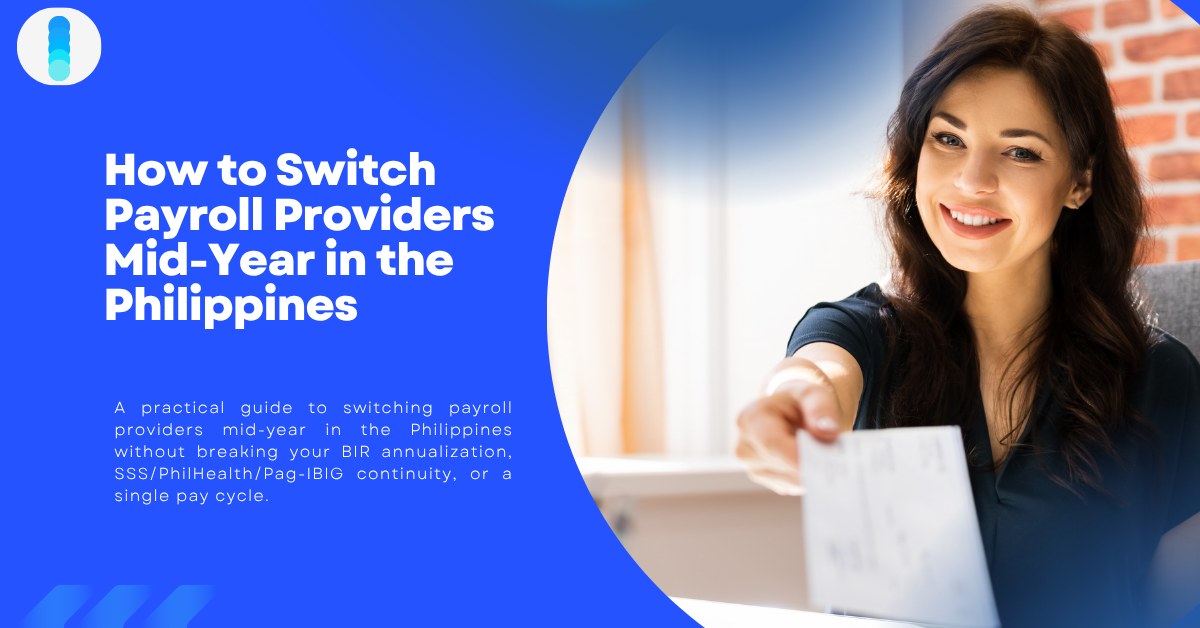 How to Switch
Payroll Providers
Mid-Year in the
Philippines
A practical guide to switching payroll
providers mid-year in the Philippines
without breaking your BIR annualization,
SSS/PhilHealth/Pag-IBIG continuity, or a
single pay cycle.